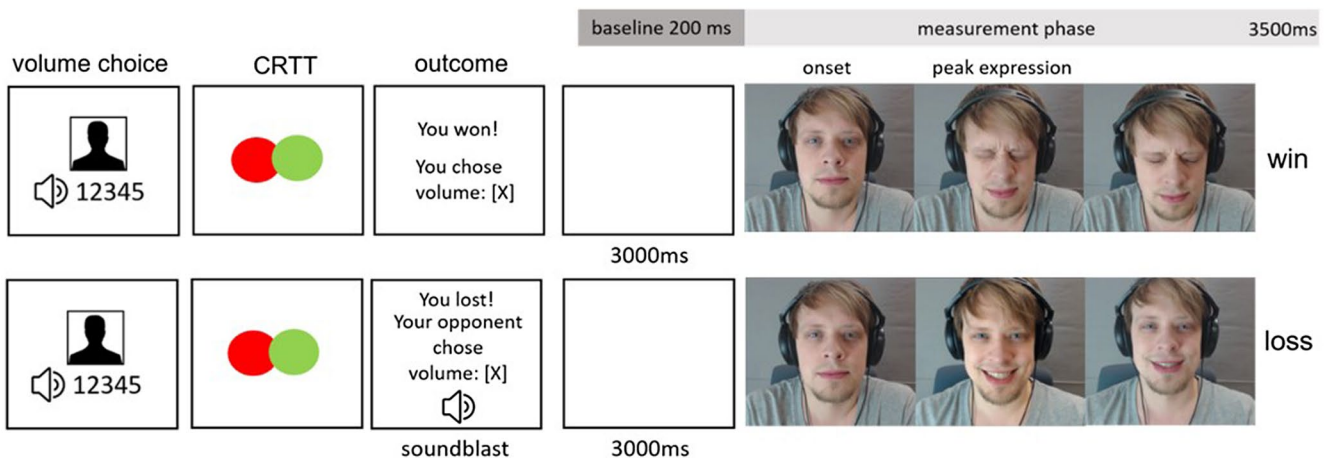 baseline 200 ms measurement phase 3500ms
volume choice CRTT outcome onset peak expression
You won!
You chose
volume: [X]
12345
win
3000ms
You lost!
Your opponent
chose
volume: [X]
12345
loss
soundblast 3000ms